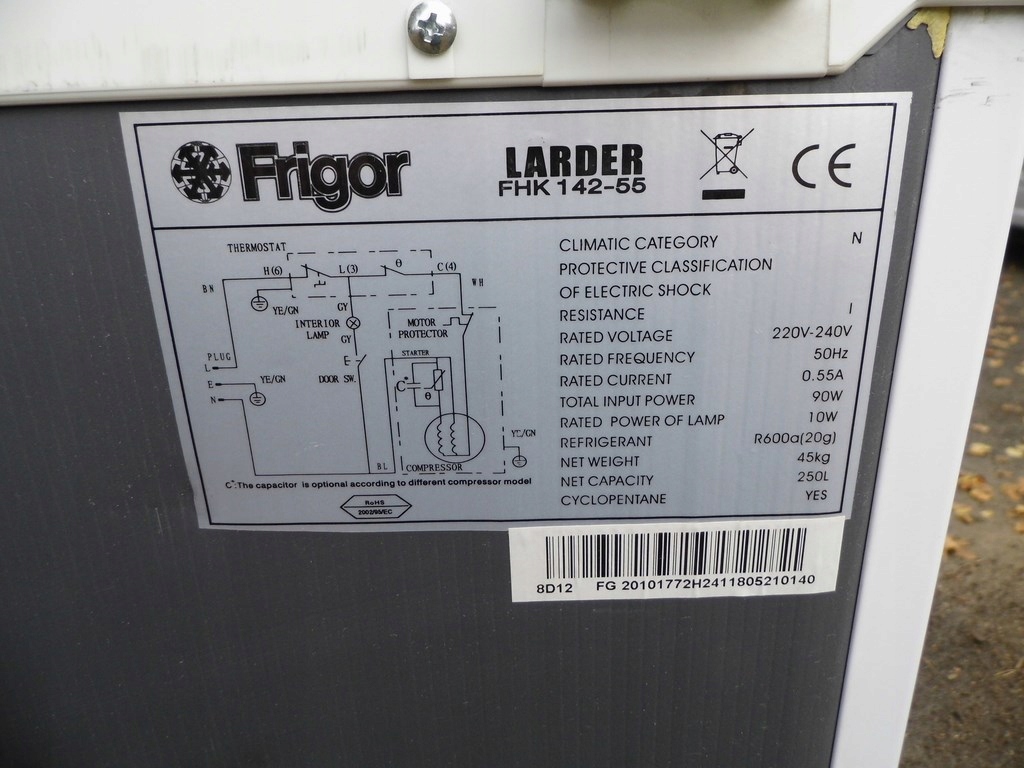 Frigor
LARDER
FHK 142-55
CE
THERMOSTAT
H(6) L(3) θ C(4)
BN
WH
YE/GN
GY
INTERIOR
LAMP
GY
MOTOR
PROTECTOR
PLUG
L
E
N
YE/GN
E
DOOR SW.
STARTER
C*
θ
YE/GN
BL
COMPRESSOR
C*:The capacitor is optional according to different compressor model
RoHS
2002/95/EC
CLIMATIC CATEGORY N
PROTECTIVE CLASSIFICATION
OF ELECTRIC SHOCK
RESISTANCE I
RATED VOLTAGE 220V-240V
RATED FREQUENCY 50Hz
RATED CURRENT 0.55A
TOTAL INPUT POWER 90W
RATED POWER OF LAMP 10W
REFRIGERANT R600a(20g)
NET WEIGHT 45kg
NET CAPACITY 250L
CYCLOPENTANE YES
8D12 FG 20101772H2411805210140